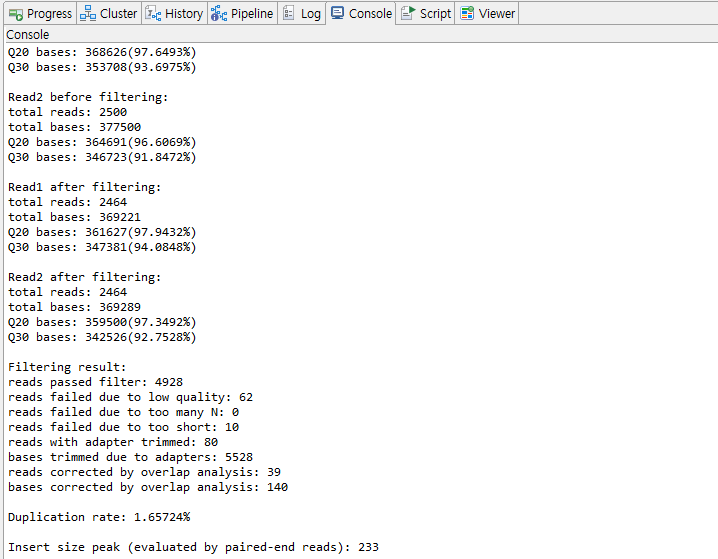 Progress Cluster History Pipeline Log Console Script Viewer
Console
Q20 bases: 368626(97.6493%)
Q30 bases: 353708(93.6975%)
Read2 before filtering:
total reads: 2500
total bases: 377500
Q20 bases: 364691(96.6069%)
Q30 bases: 346723(91.8472%)
Read1 after filtering:
total reads: 2464
total bases: 369221
Q20 bases: 361627(97.9432%)
Q30 bases: 347381(94.0848%)
Read2 after filtering:
total reads: 2464
total bases: 369289
Q20 bases: 359500(97.3492%)
Q30 bases: 342526(92.7528%)
Filtering result:
reads passed filter: 4928
reads failed due to low quality: 62
reads failed due to too many N: 0
reads failed due to too short: 10
reads with adapter trimmed: 80
bases trimmed due to adapters: 5528
reads corrected by overlap analysis: 39
bases corrected by overlap analysis: 140
Duplication rate: 1.65724%
Insert size peak (evaluated by paired-end reads): 233